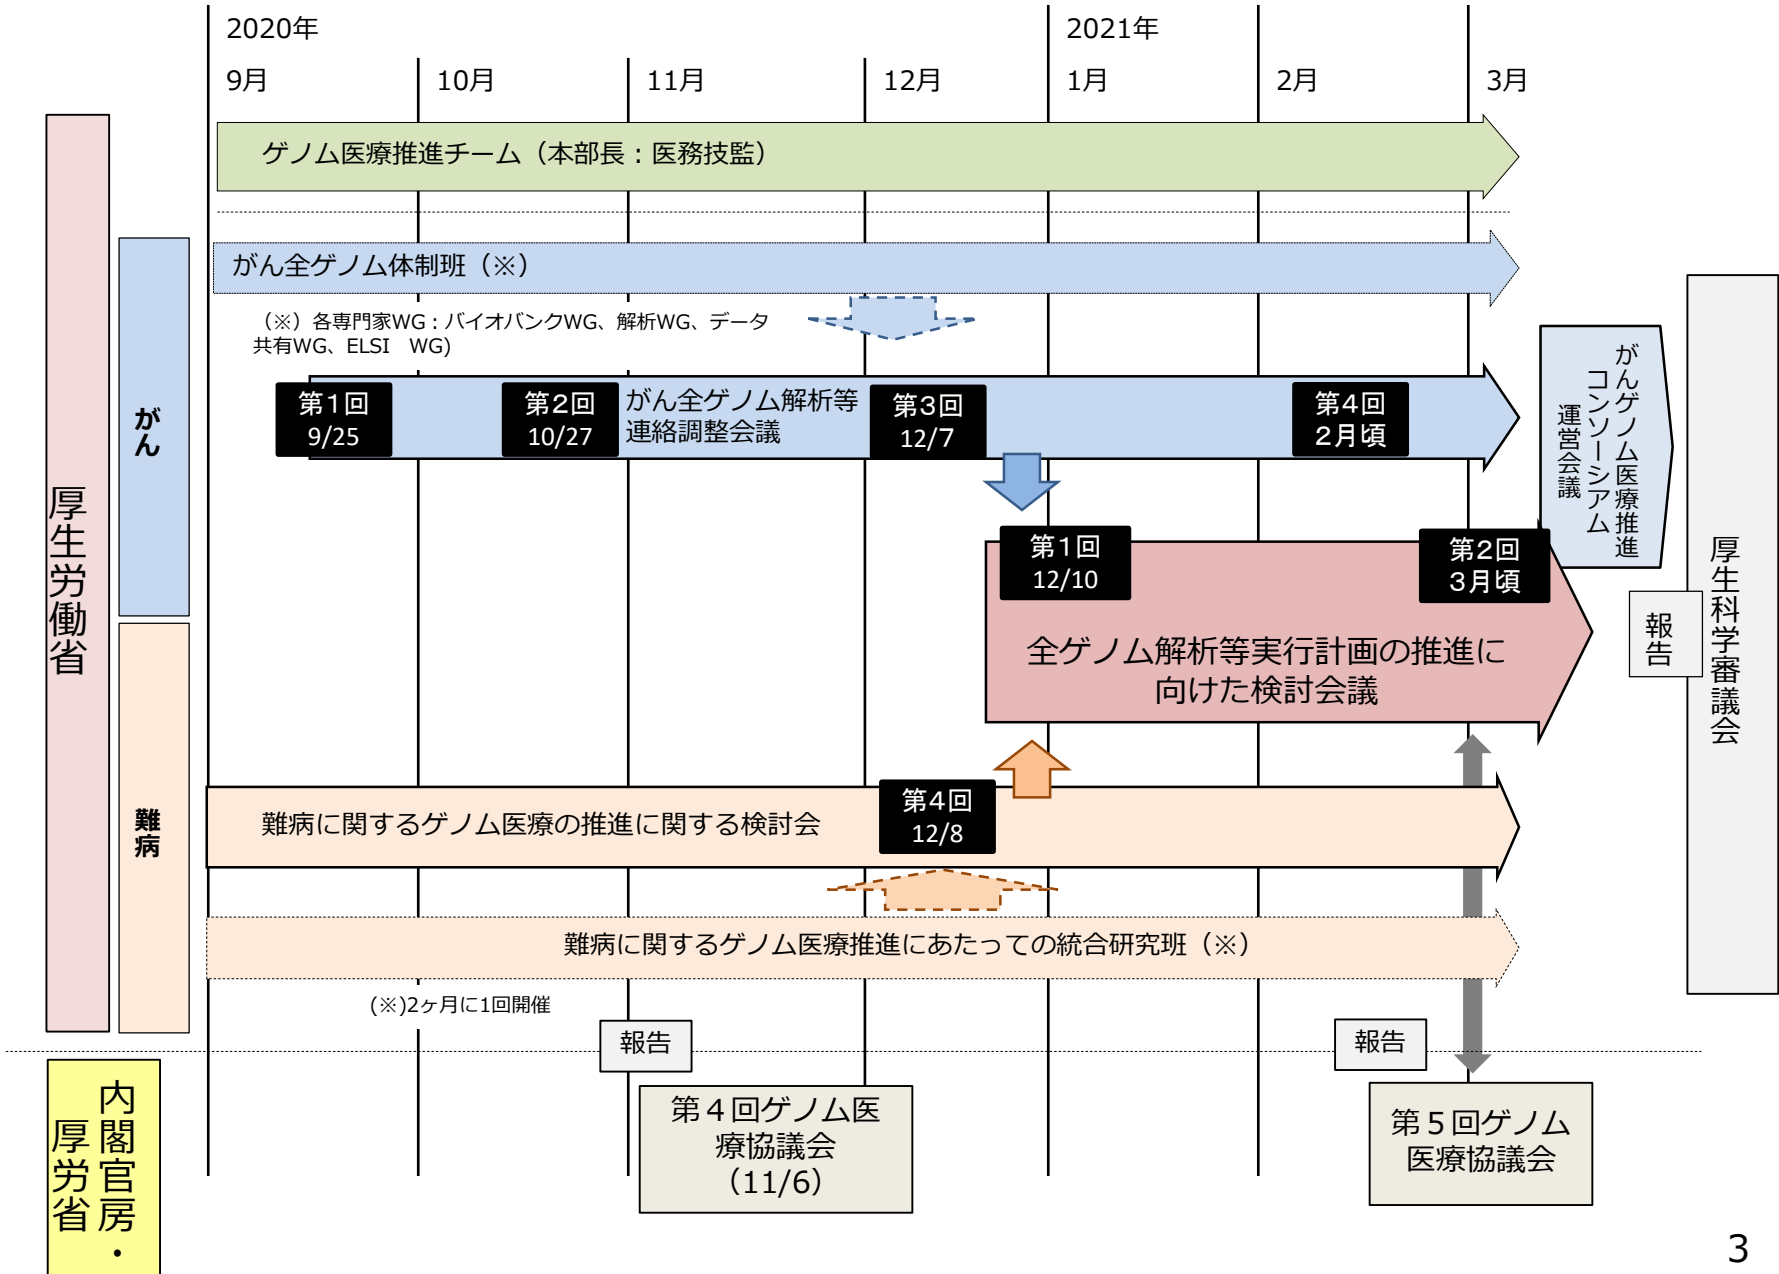 2020年
2021年
9月
10月
11月
12月
1月
2月
3月
ゲノム医療推進チーム（本部長：医務技監）
がん全ゲノム体制班（※）
（※）各専門家WG：バイオバンクWG、解析WG、データ
共有WG、ELSI　WG)
第1回
9/25
第2回
10/27
がん全ゲノム解析等
連絡調整会議
第3回
12/7
第4回
2月頃
がんゲノム医療推進
コンソーシアム
運営会議
厚生労働省
がん
難病
第1回
12/10
第2回
3月頃
全ゲノム解析等実行計画の推進に
向けた検討会議
報告
厚生科学審議会
難病に関するゲノム医療の推進に関する検討会
第4回
12/8
難病に関するゲノム医療推進にあたっての統合研究班（※）
(※)2ヶ月に1回開催
報告
報告
内閣官房・
厚労省
第４回ゲノム医
療協議会
（11/6）
第５回ゲノム
医療協議会
3